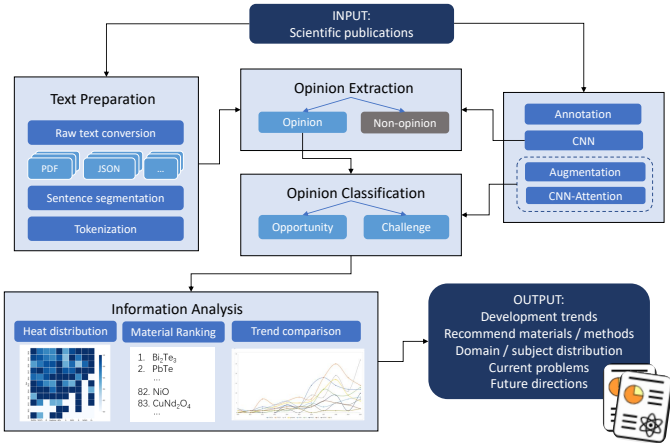 INPUT:
Scientific publications
Text Preparation
Raw text conversion
PDF
JSON
...
Sentence segmentation
Tokenization
Opinion Extraction
Opinion
Non-opinion
Opinion Classification
Opportunity
Challenge
Annotation
CNN
Augmentation
CNN-Attention
Information Analysis
Heat distribution
Material Ranking
1. Bi₂Te₃
2. PbTe
...
82. NiO
83. CuNd₂O₄
...
Trend comparison
OUTPUT:
Development trends
Recommend materials / methods
Domain / subject distribution
Current problems
Future directions